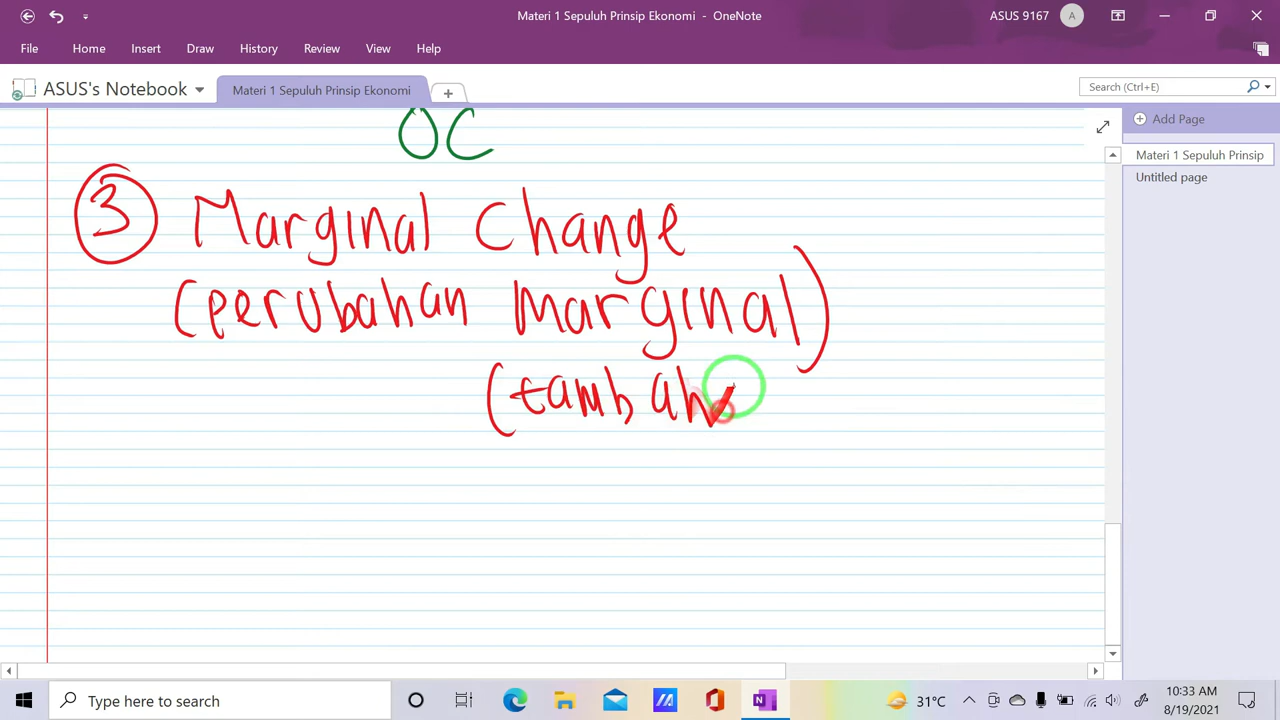 Materi 1 Sepuluh Prinsip Ekonomi - OneNote
ASUS 9167
A
File Home Insert Draw History Review View Help
ASUS's Notebook
Materi 1 Sepuluh Prinsip Ekonomi
Search (Ctrl+E)
Add Page
Materi 1 Sepuluh Prinsip
Untitled page
OC
3 Marginal Change
(perubahan marginal)
(tambah
Type here to search
31°C
10:33 AM
8/19/2021